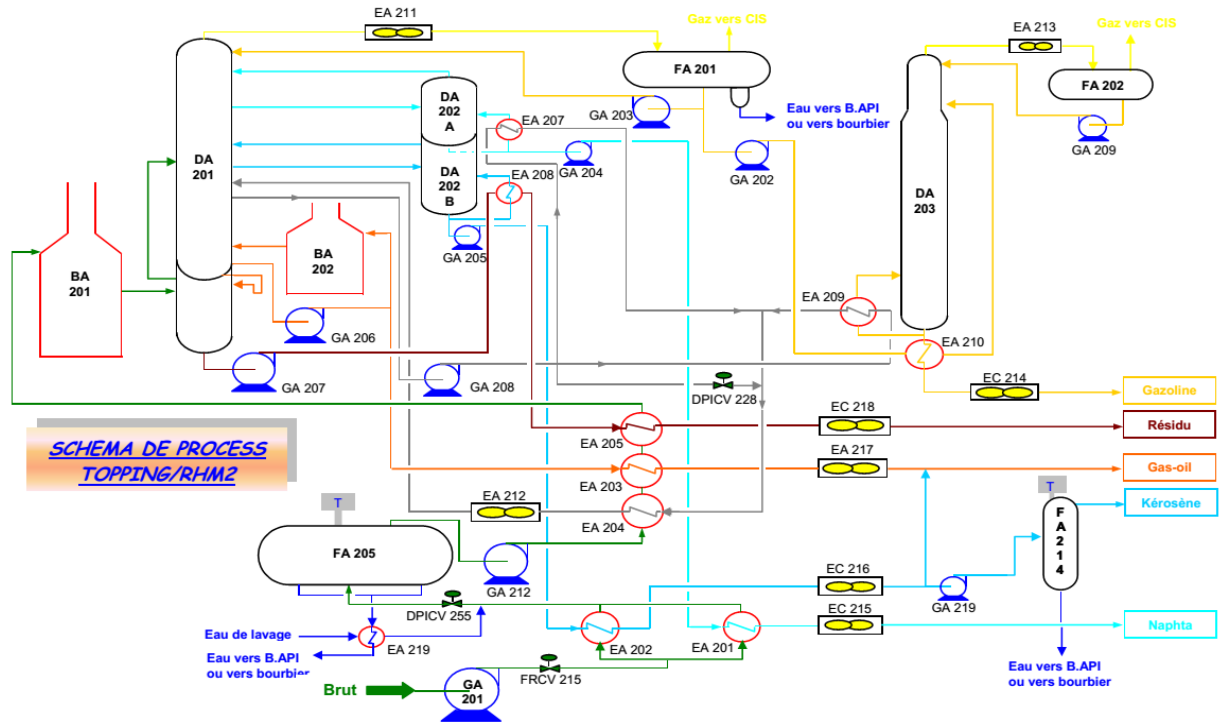 EA 211
Gaz vers CIS
EA 213
Gaz vers CIS
FA 201
FA 202
DA
202
A
GA 203
Eau vers B.API
ou vers bourbier
EA 207
GA 209
DA
201
GA 204
GA 202
DA
202
B
EA 208
DA
203
GA 205
BA
201
BA
202
EA 209
GA 206
EA 210
GA 207
GA 208
DPICV 228
EC 214
Gazoline
EC 218
Résidu
EA 205
SCHEMA DE PROCESS
TOPPING/RHM2
EA 217
Gas-oil
EA 203
EA 212
T
Kérosène
T
EA 204
F
A
2
1
4
FA 205
GA 212
EC 216
GA 219
DPICV 255
EC 215
Naphta
Eau de lavage
EA 219
EA 202
EA 201
Eau vers B.API
ou vers bourbier
FRCV 215
Eau vers B.API
ou vers bourbier
Brut
GA
201